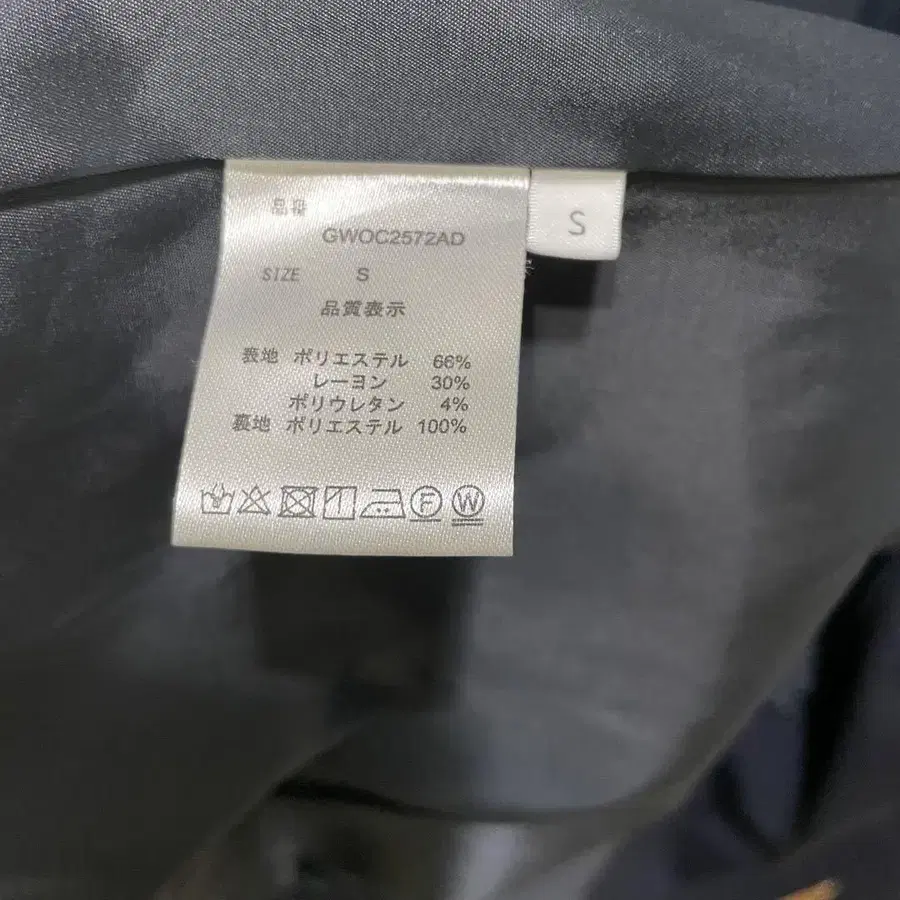 品番
GWOC2572AD
S
SIZE S
品質表示
表地 ポリエステル 66%
レーヨン 30%
ポリウレタン 4%
裏地 ポリエステル 100%
F W